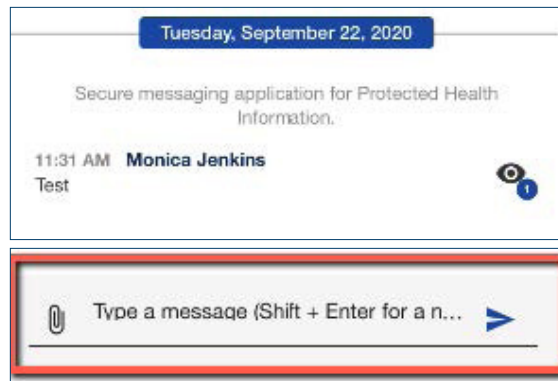 Tuesday, September 22, 2020
Secure messaging application for Protected Health
Information.
11:31 AM Monica Jenkins
Test
1
Type a message (Shift + Enter for a n...